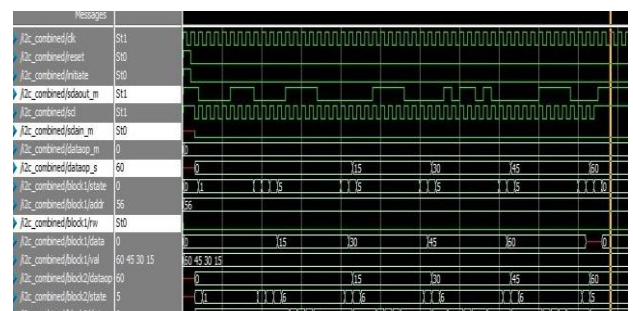 Messages
/i2c_combined/clk St1
/i2c_combined/reset St0
/i2c_combined/initiate St0
/i2c_combined/sdaout_m St1
/i2c_combined/scl St1
/i2c_combined/sdain_m St0
/i2c_combined/dataop_m 0 0
/i2c_combined/dataop_s 60 0 15 30 45 60
/i2c_combined/block1/state 0 0 1 5 5 5 5 0
/i2c_combined/block1/addr 56 56
/i2c_combined/block1/rw St0
/i2c_combined/block1/data 0 0 15 30 45 60 0
/i2c_combined/block1/val 60 45 30 15 60 45 30 15
/i2c_combined/block2/dataop 60 0 15 30 45 60
/i2c_combined/block2/state 5 1 6 6 6 6 5